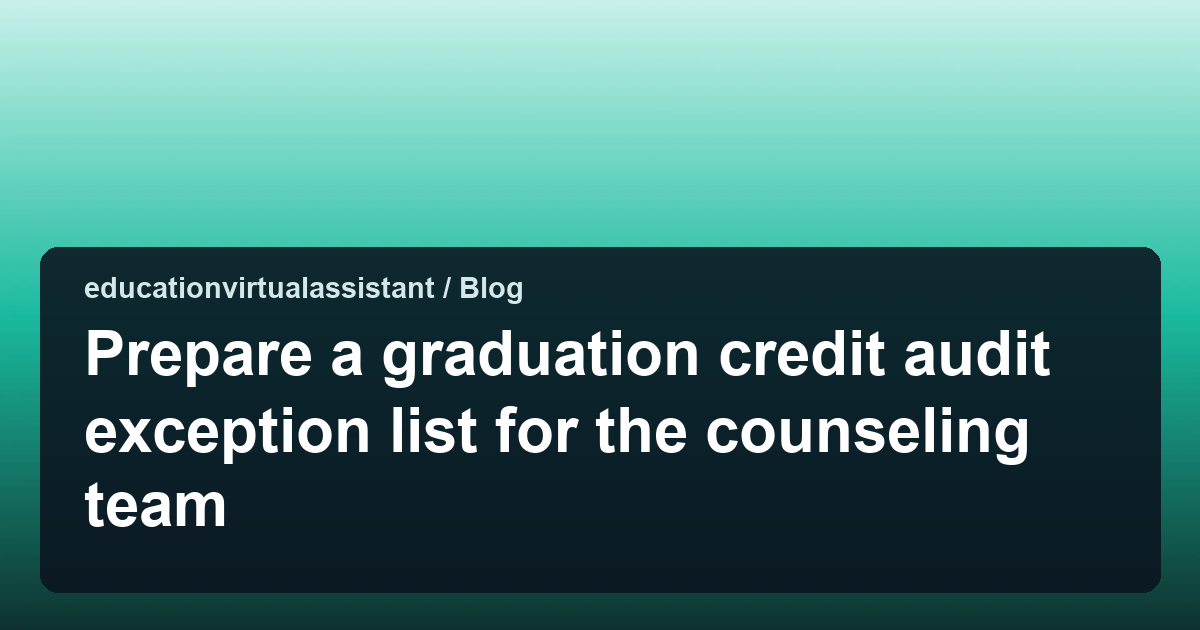 educationvirtualassistant / Blog
Prepare a graduation credit audit
exception list for the counseling
team